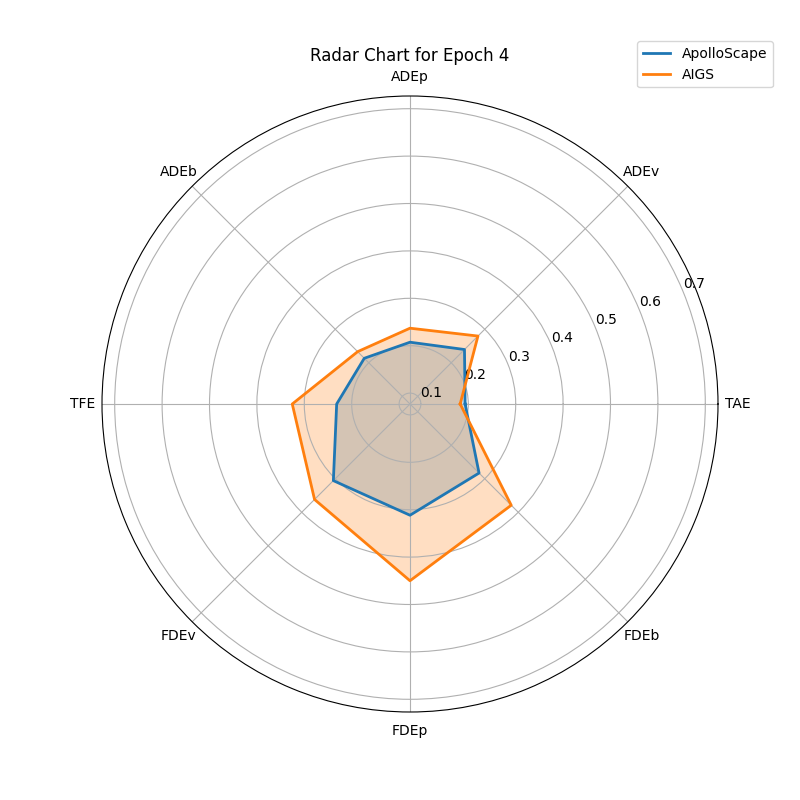 Radar Chart for Epoch 4
ApolloScape
AIGS
ADEp
ADEb
ADEv
0.7
0.6
0.5
0.4
0.3
0.2
0.1
TFE
TAE
FDEv
FDEb
FDEp